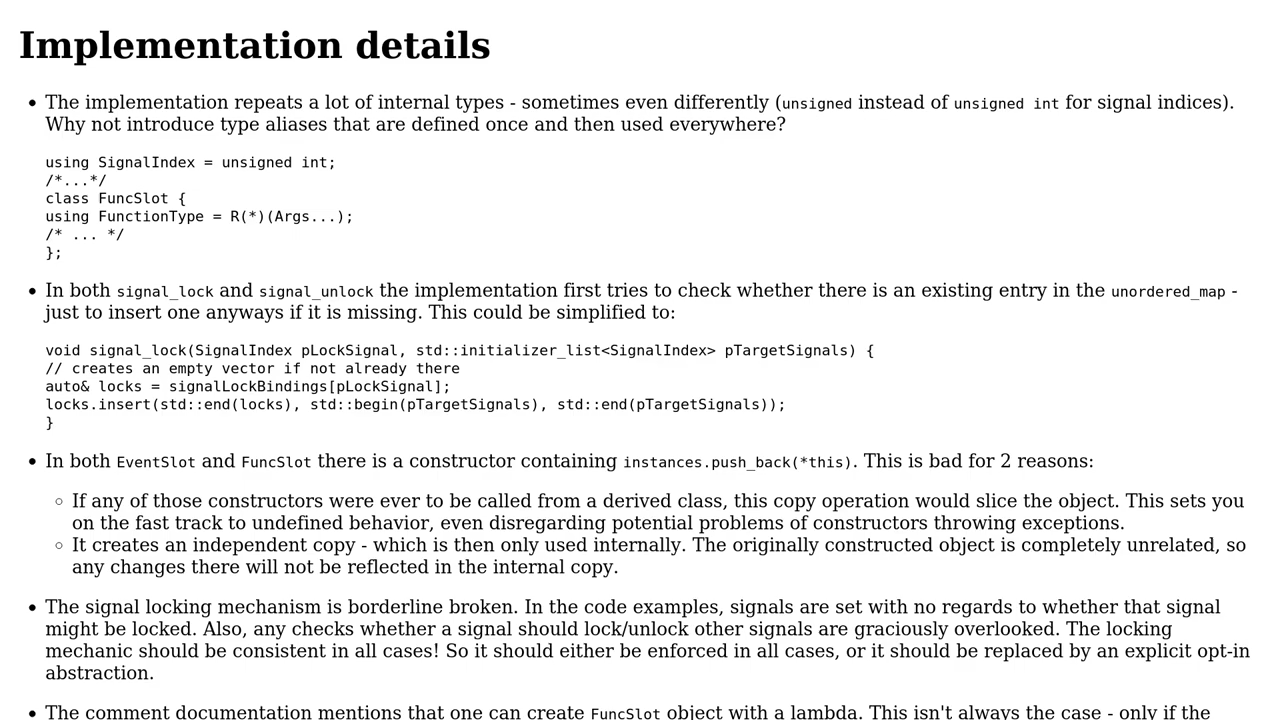 Implementation details
• The implementation repeats a lot of internal types - sometimes even differently (unsigned instead of unsigned int for signal indices).
Why not introduce type aliases that are defined once and then used everywhere?
using SignalIndex = unsigned int;
/*...*/
class FuncSlot {
using FunctionType = R(*)(Args...);
/* ... */
};
• In both signal_lock and signal_unlock the implementation first tries to check whether there is an existing entry in the unordered_map -
just to insert one anyways if it is missing. This could be simplified to:
void signal_lock(SignalIndex pLockSignal, std::initializer_list<SignalIndex> pTargetSignals) {
// creates an empty vector if not already there
auto& locks = signalLockBindings[pLockSignal];
locks.insert(std::end(locks), std::begin(pTargetSignals), std::end(pTargetSignals));
}
• In both EventSlot and FuncSlot there is a constructor containing instances.push_back(*this). This is bad for 2 reasons:
◦ If any of those constructors were ever to be called from a derived class, this copy operation would slice the object. This sets you
on the fast track to undefined behavior, even disregarding potential problems of constructors throwing exceptions.
◦ It creates an independent copy - which is then only used internally. The originally constructed object is completely unrelated, so
any changes there will not be reflected in the internal copy.
• The signal locking mechanism is borderline broken. In the code examples, signals are set with no regards to whether that signal
might be locked. Also, any checks whether a signal should lock/unlock other signals are graciously overlooked. The locking
mechanic should be consistent in all cases! So it should either be enforced in all cases, or it should be replaced by an explicit opt-in
abstraction.
• The comment documentation mentions that one can create FuncSlot object with a lambda. This isn't always the case - only if the